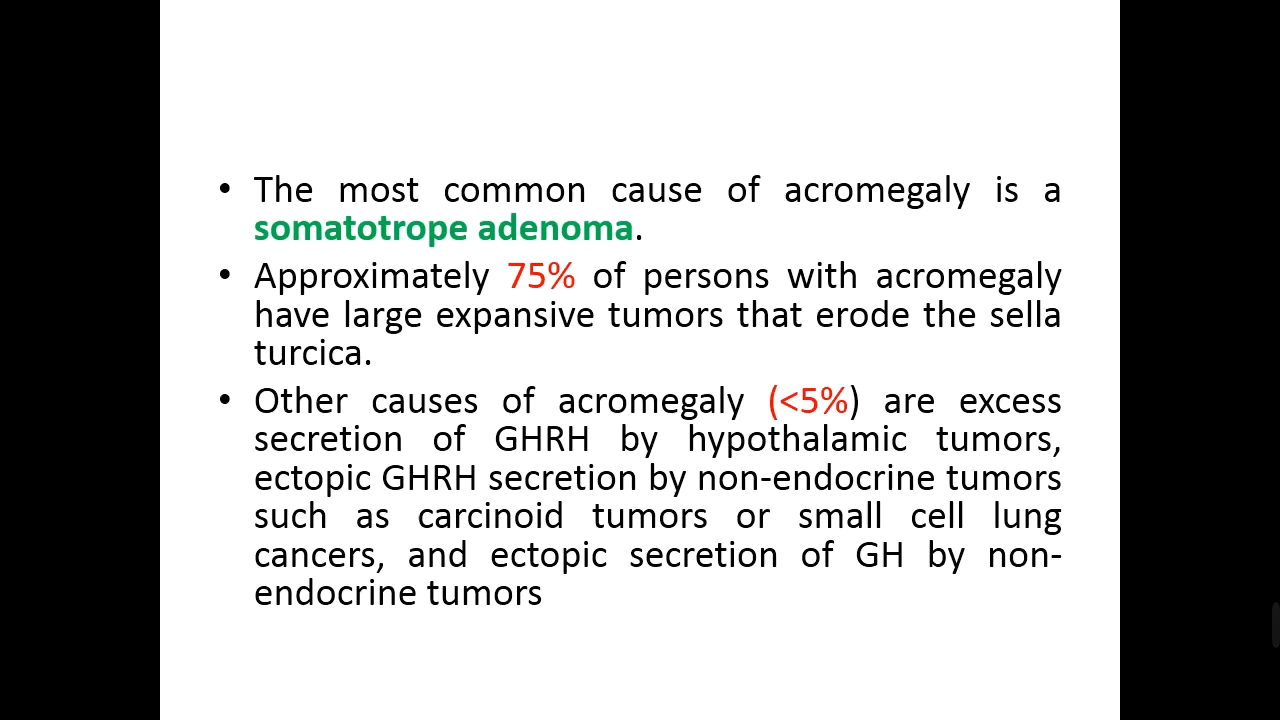 • The most common cause of acromegaly is a
somatotrope adenoma.
• Approximately 75% of persons with acromegaly
have large expansive tumors that erode the sella
turcica.
• Other causes of acromegaly (<5%) are excess
secretion of GHRH by hypothalamic tumors,
ectopic GHRH secretion by non-endocrine tumors
such as carcinoid tumors or small cell lung
cancers, and ectopic secretion of GH by non-
endocrine tumors